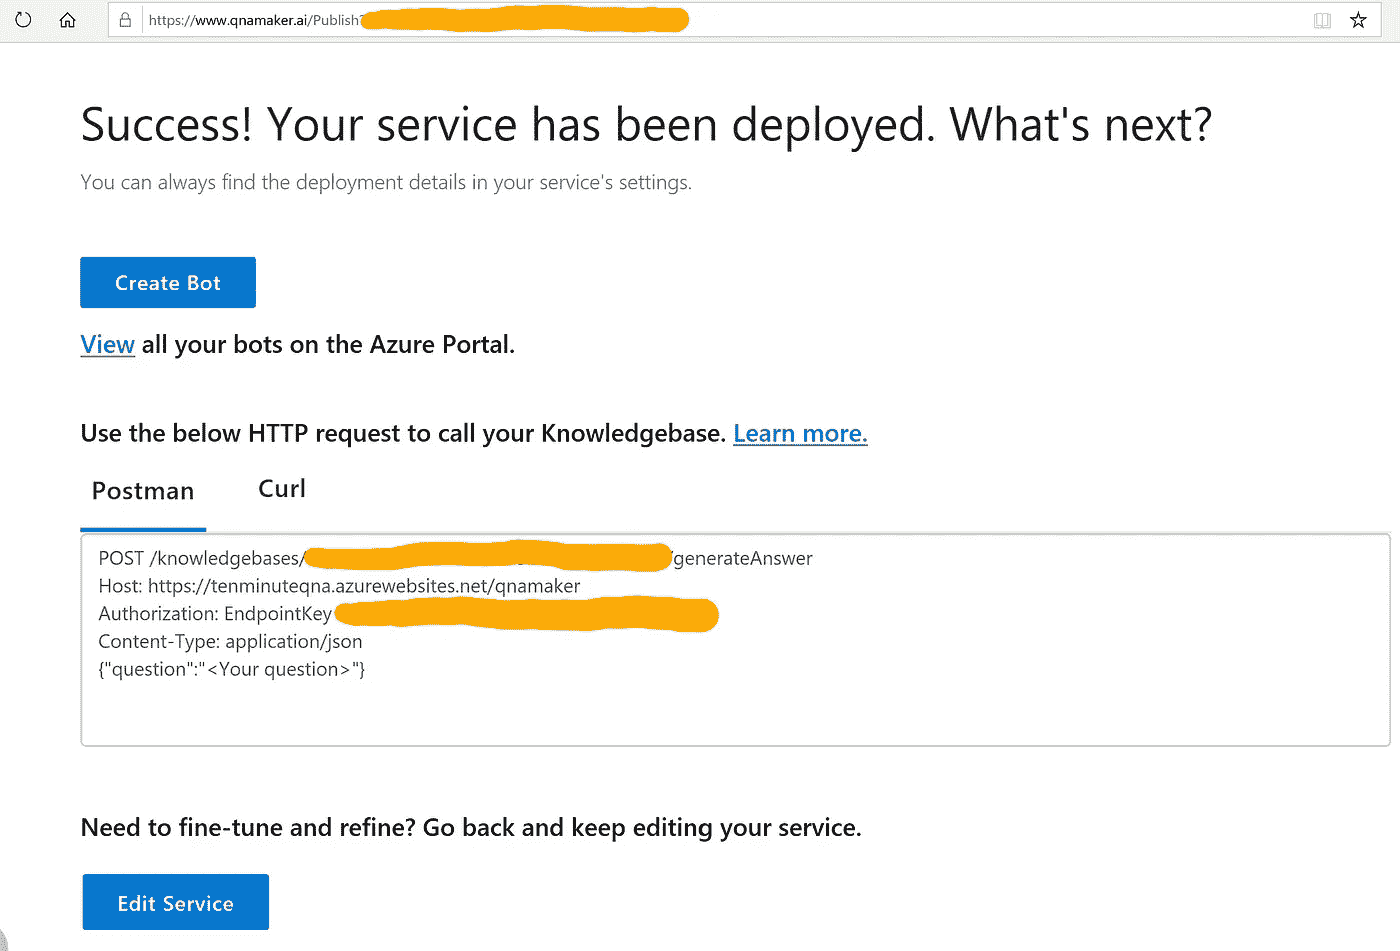 https://www.qnamaker.ai/Publish?
Success! Your service has been deployed. What's next?
You can always find the deployment details in your service's settings.
Create Bot
View all your bots on the Azure Portal.
Use the below HTTP request to call your Knowledgebase. Learn more.
Postman Curl
POST /knowledgebases/ /generateAnswer
Host: https://tenminuteqna.azurewebsites.net/qnamaker
Authorization: EndpointKey
Content-Type: application/json
{"question":"<Your question>"}
Need to fine-tune and refine? Go back and keep editing your service.
Edit Service